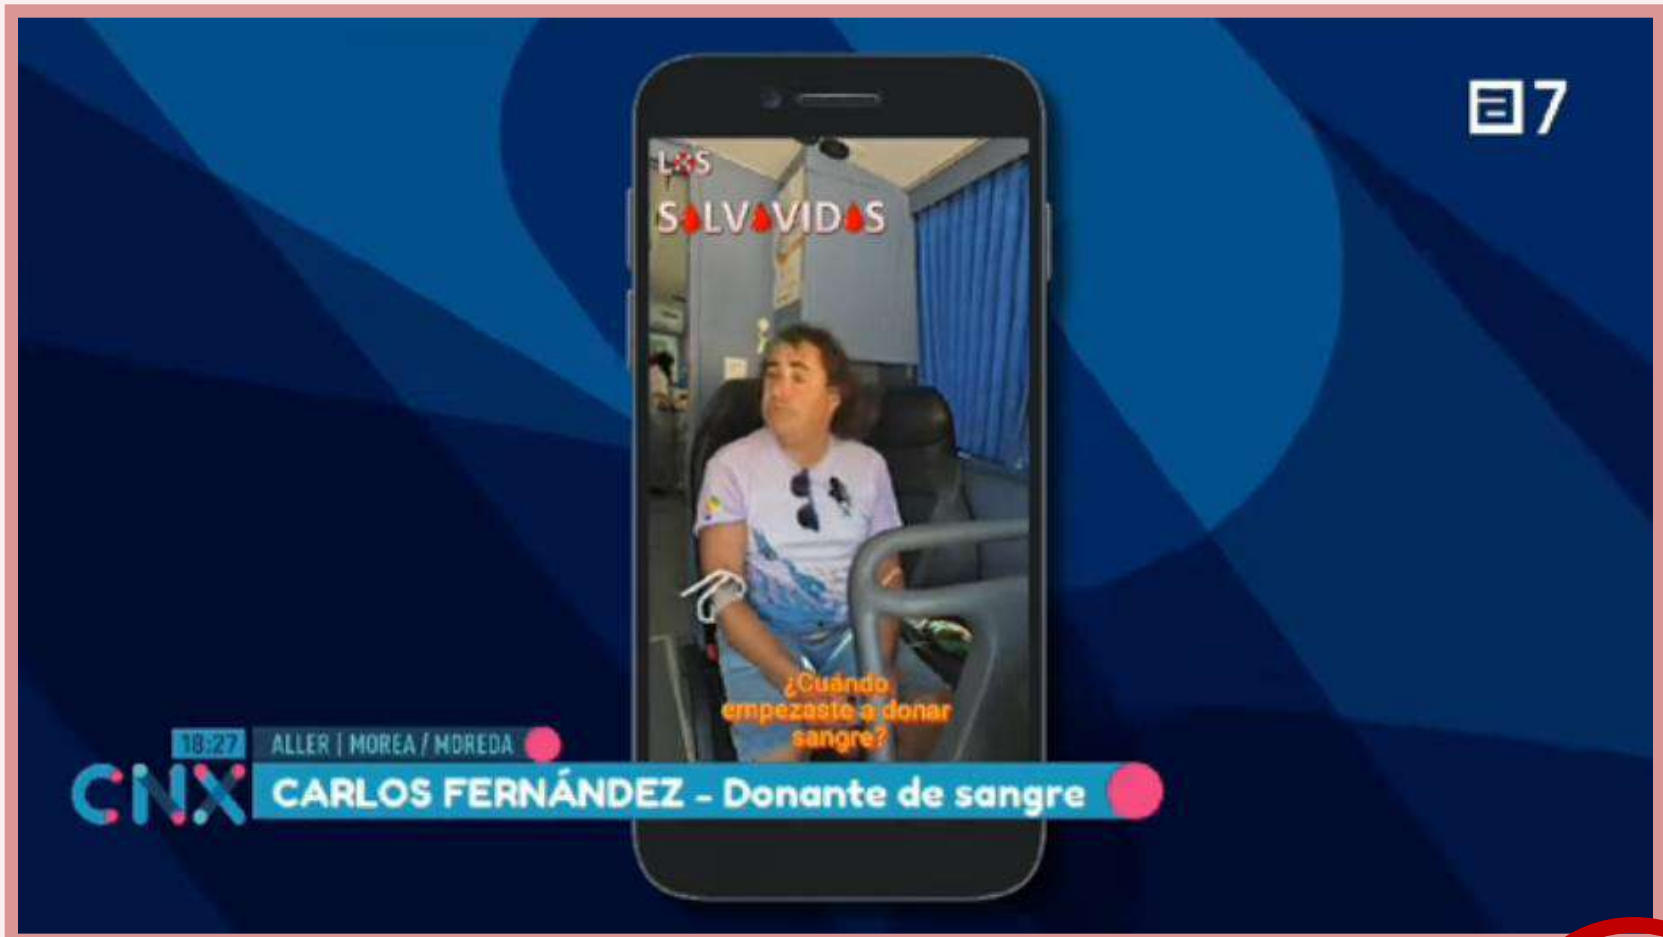 7
LOS
SALVAVIDAS
¿Cuándo
empezaste a donar
sangre?
18:27 ALLER | MOREA / MOREDA
CNX CARLOS FERNÁNDEZ - Donante de sangre